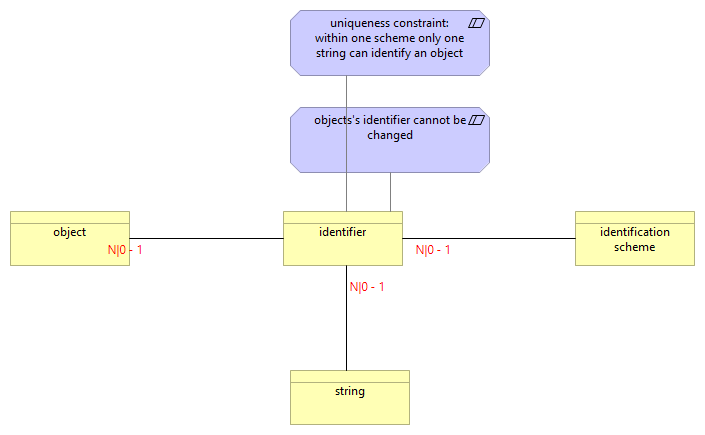 uniqueness constraint:
within one scheme only one
string can identify an object
objects's identifier cannot be
changed
object
identifier
identification
scheme
N|0 - 1
N|0 - 1
N|0 - 1
string